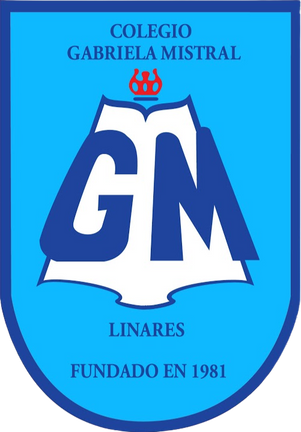 COLEGIO
GABRIELA MISTRAL
GM
LINARES
FUNDADO EN 1981